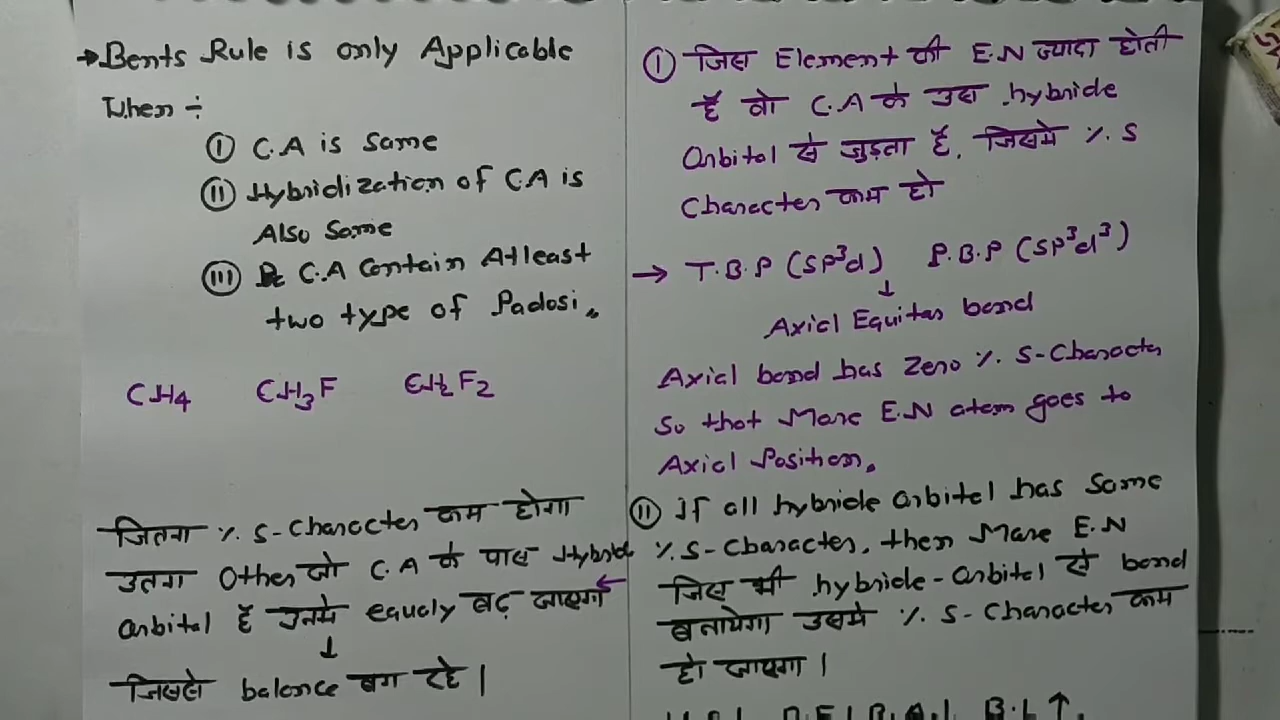 → Bents Rule is only Applicable
When ÷
(I) C.A is Same
(II) Hybridization of C.A is
Also Same
(III) C.A Contain Atleast
two type of Padosi.
CH4 CH3F CH2F2
जितना % S-Character कम होगा
उतना Other जो C.A के पास Hybrid
Orbital हैं उनमे equaly बढ़ जाएगा ←
↓
जिससे balance बना रहे।
(I) जिस Element की E.N ज्यादा होती
हैं वो C.A के उस hybride
Orbital से जुड़ता हैं, जिसमे % S
Character कम हो
→ T.B.P (SP³d) P.B.P (SP³d³)
↓
Axial Equitar bond
Axial bond has Zero % S-Character
So that More E.N atom goes to
Axial Position.
(II) If all hybride orbital has Same
% S-Character, then More E.N
जिस भी hybride-Orbital से bond
बनायेगा उसमे % S-Character कम
हो जाएगा।
B.L ↑,